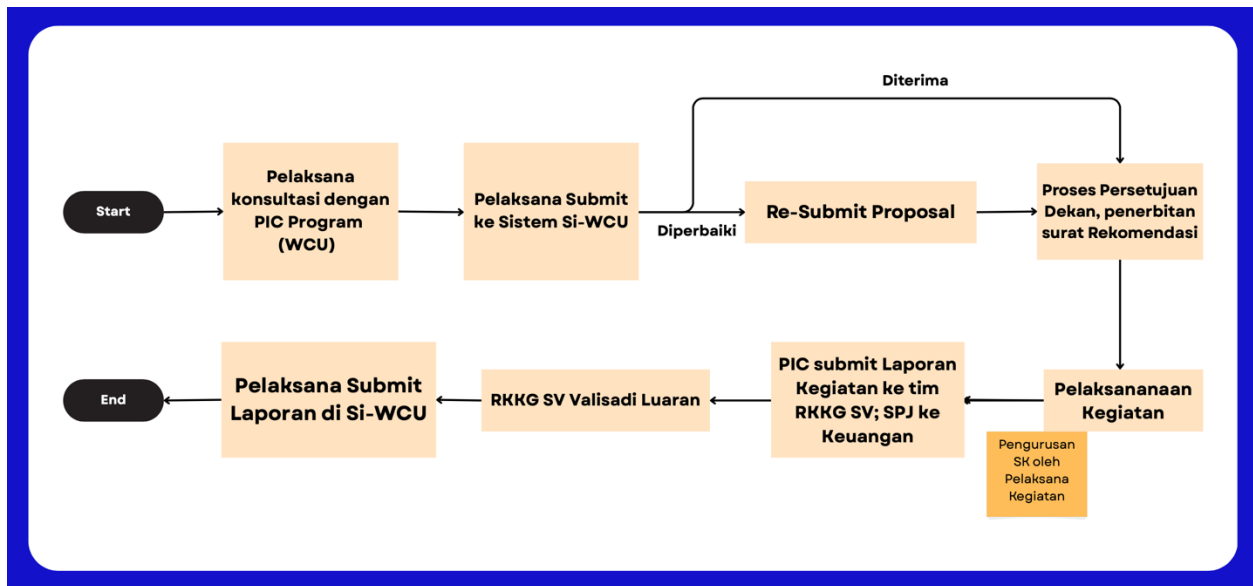 Diterima
Start
Pelaksana
konsultasi dengan
PIC Program
(WCU)
Pelaksana Submit
ke Sistem Si-WCU
Diperbaiki
Re-Submit Proposal
Proses Persetujuan
Dekan, penerbitan
surat Rekomendasi
End
Pelaksana Submit
Laporan di Si-WCU
RKKG SV Valisadi Luaran
PIC submit Laporan
Kegiatan ke tim
RKKG SV; SPJ ke
Keuangan
Pelaksananaan
Kegiatan
Pengurusan
SK oleh
Pelaksana
Kegiatan